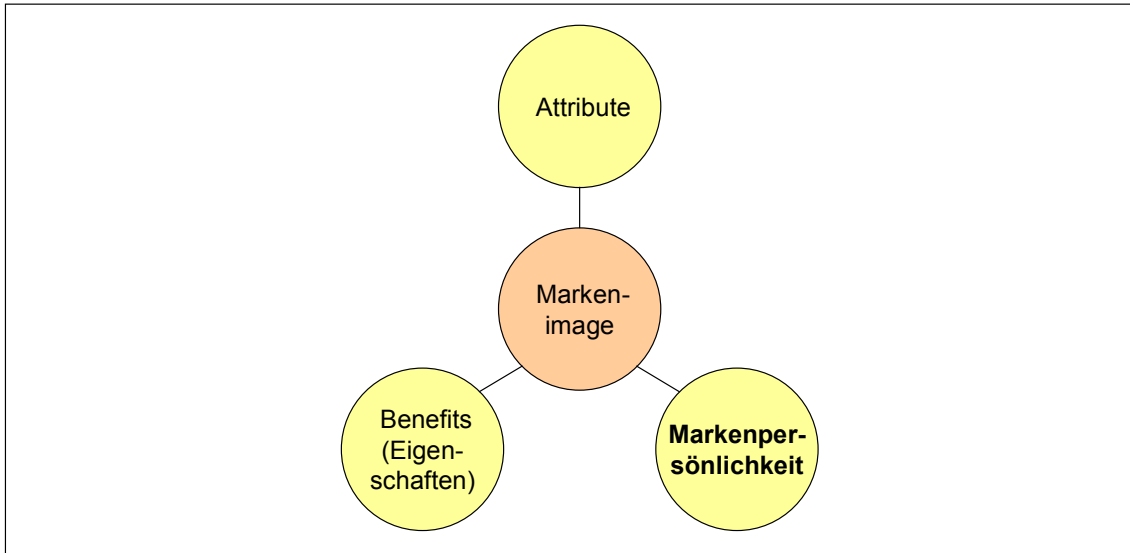 Attribute
Marken-
image
Benefits
(Eigen-
schaften)
Markenper-
sönlichkeit